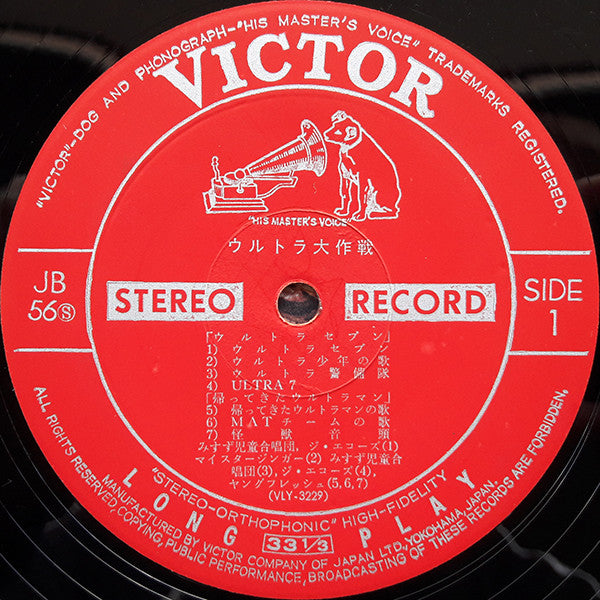 "VICTOR"-DOG AND PHONOGRAPH-"HIS MASTER'S VOICE" TRADEMARKS REGISTERED.
VICTOR
"HIS MASTER'S VOICE"
ウルトラ大作戦
JB
56Ⓢ
STEREO
RECORD
SIDE
1
「ウルトラセブン」
1) ウルトラセブン
2) ウルトラ少年の歌
3) ウルトラ警備隊
4) ULTRA 7
「帰ってきたウルトラマン」
5) 帰ってきたウルトラマンの歌
6) MATチームの歌
7) 怪獣音頭
みすず児童合唱団, ジ・エコーズ(1)
マイスタージンガー(2) みすず児童合
唱団(3), ジ・エコーズ(4),
ヤングフレッシュ(5,6,7)
(VLY-3229)
"STEREO-ORTHOPHONIC" HIGH-FIDELITY
LONG 33 1/3 PLAY
MANUFACTURED BY VICTOR COMPANY OF JAPAN LTD., YOKOHAMA, JAPAN.
ALL RIGHTS RESERVED, COPYING, PUBLIC PERFORMANCE, BROADCASTING OF THESE RECORDS ARE FORBIDDEN.